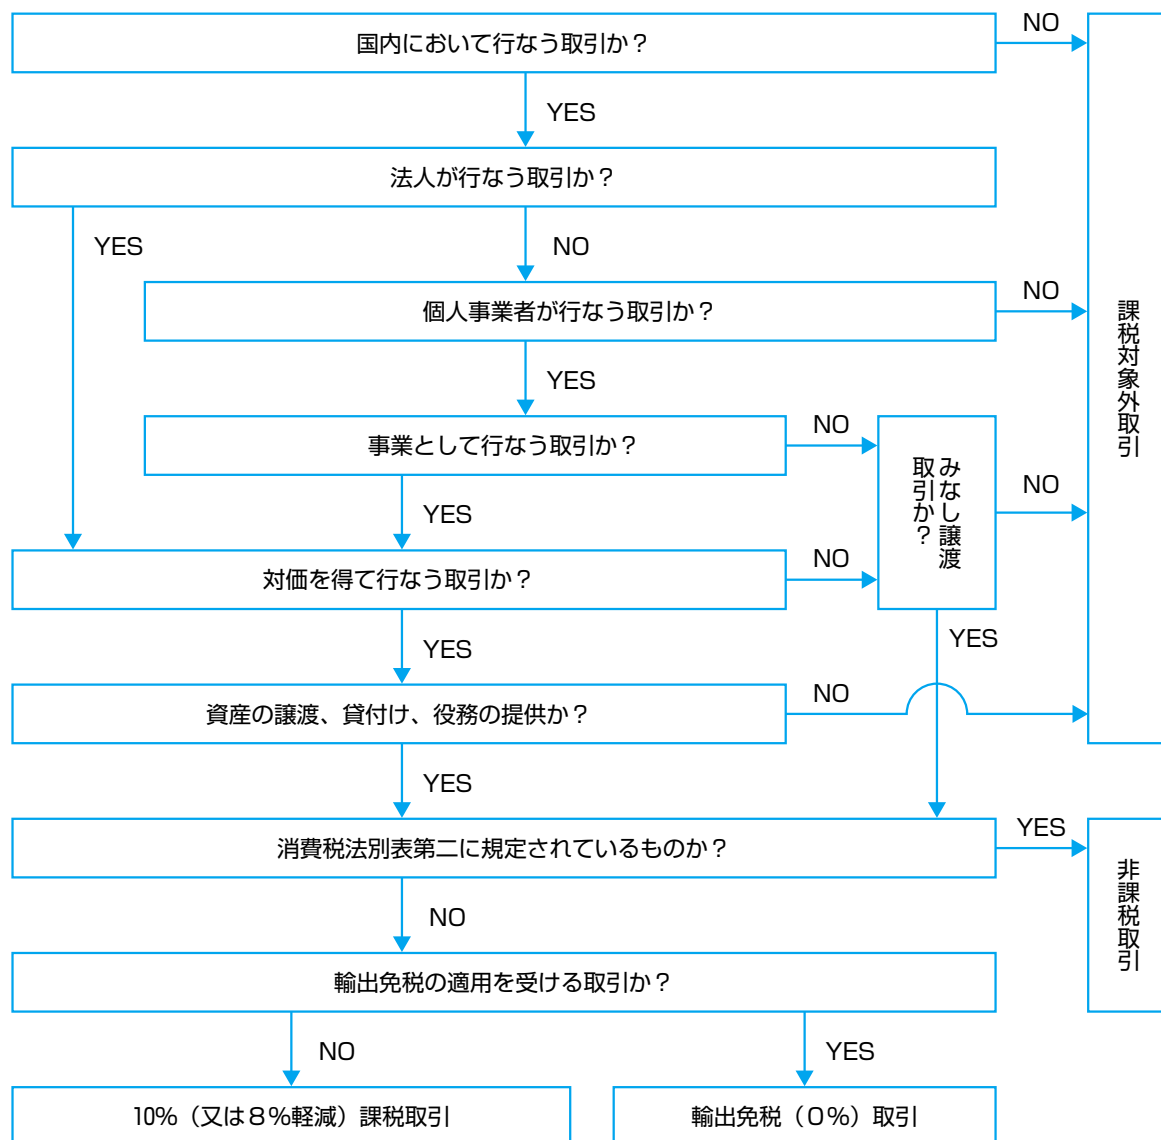 国内において行なう取引か？
NO
YES
法人が行なう取引か？
YES
NO
個人事業者が行なう取引か？
NO
YES
事業として行なう取引か？
NO
みなし譲渡
取引か？
NO
課税対象外取引
YES
対価を得て行なう取引か？
NO
YES
YES
資産の譲渡、貸付け、役務の提供か？
NO
YES
消費税法別表第二に規定されているものか？
YES
非課税取引
NO
輸出免税の適用を受ける取引か？
NO
YES
10%（又は８%軽減）課税取引
輸出免税（０%）取引